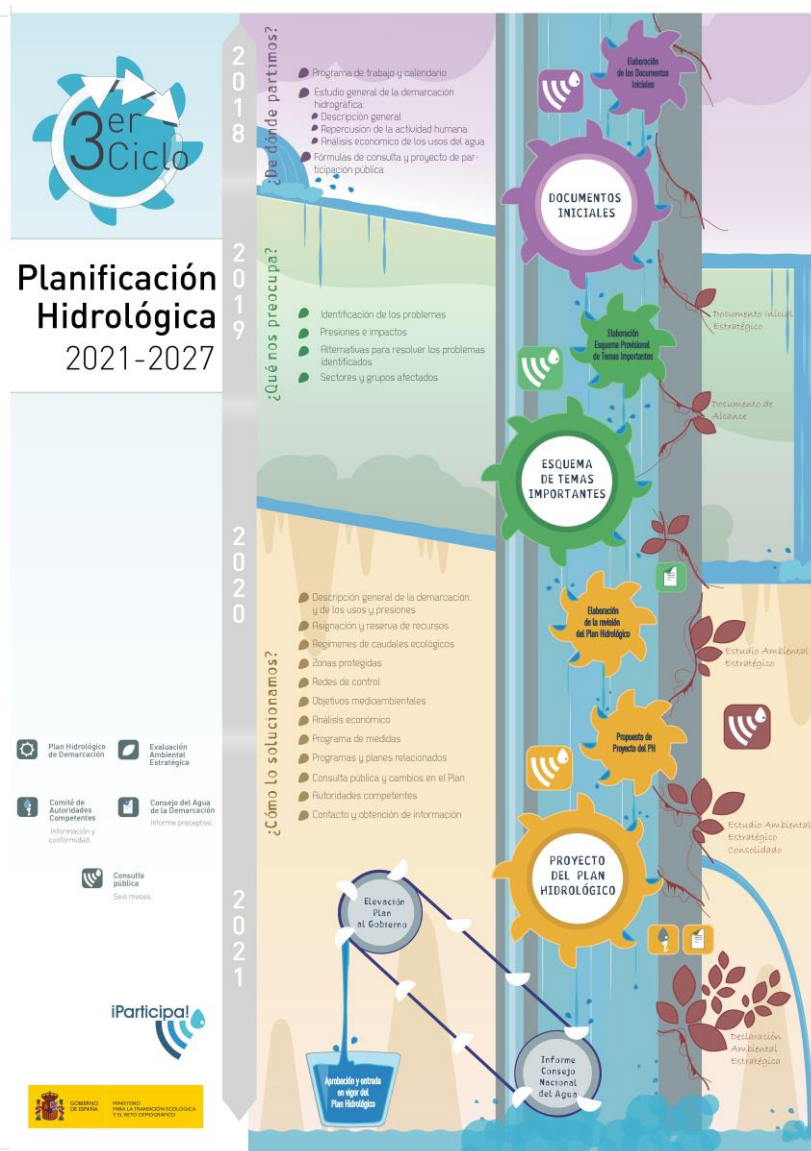 3er
Ciclo
Planificación
Hidrológica
2021-2027
2018
¿De dónde partimos?
Programa de trabajo y calendario
Estudio general de la demarcación
hidrográfica:
Descripción general
Repercusión de la actividad humana
Análisis económico de los usos del agua
Fórmulas de consulta y proyecto de par-
ticipación pública
Elaboración
de los Documentos
Iniciales
DOCUMENTOS
INICIALES
2019
¿Qué nos preocupa?
Identificación de los problemas
Presiones e impactos
Alternativas para resolver los problemas
identificados
Sectores y grupos afectados
Elaboración
Esquema Provisional
de Temas Importantes
Documento Inicial
Estratégico
Documento de
Alcance
ESQUEMA
DE TEMAS
IMPORTANTES
2020
¿Cómo lo solucionamos?
Descripción general de la demarcación,
y de los usos y presiones
Asignación y reserva de recursos
Regímenes de caudales ecológicos
Zonas protegidas
Redes de control
Objetivos medioambientales
Análisis económico
Programa de medidas
Programas y planes relacionados
Consulta pública y cambios en el Plan
Autoridades competentes
Contacto y obtención de información
Elaboración
de la revisión
del Plan Hidrológico
Estudio Ambiental
Estratégico
Propuesta de
Proyecto del PH
Estudio Ambiental
Estratégico
Consolidado
PROYECTO
DEL PLAN
HIDROLÓGICO
Plan Hidrológico
de Demarcación
Evaluación
Ambiental
Estratégica
Comité de
Autoridades
Competentes
Información y
conformidad.
Consejo del Agua
de la Demarcación
Informe preceptivo.
Consulta
pública
Seis meses.
2021
Elevación
Plan
al Gobierno
Informe
Consejo
Nacional
del Agua
Aprobación y entrada
en vigor del
Plan Hidrológico
Declaración
Ambiental
Estratégica
¡Participa!
GOBIERNO
DE ESPAÑA
MINISTERIO
PARA LA TRANSICIÓN ECOLÓGICA
Y EL RETO DEMOGRÁFICO